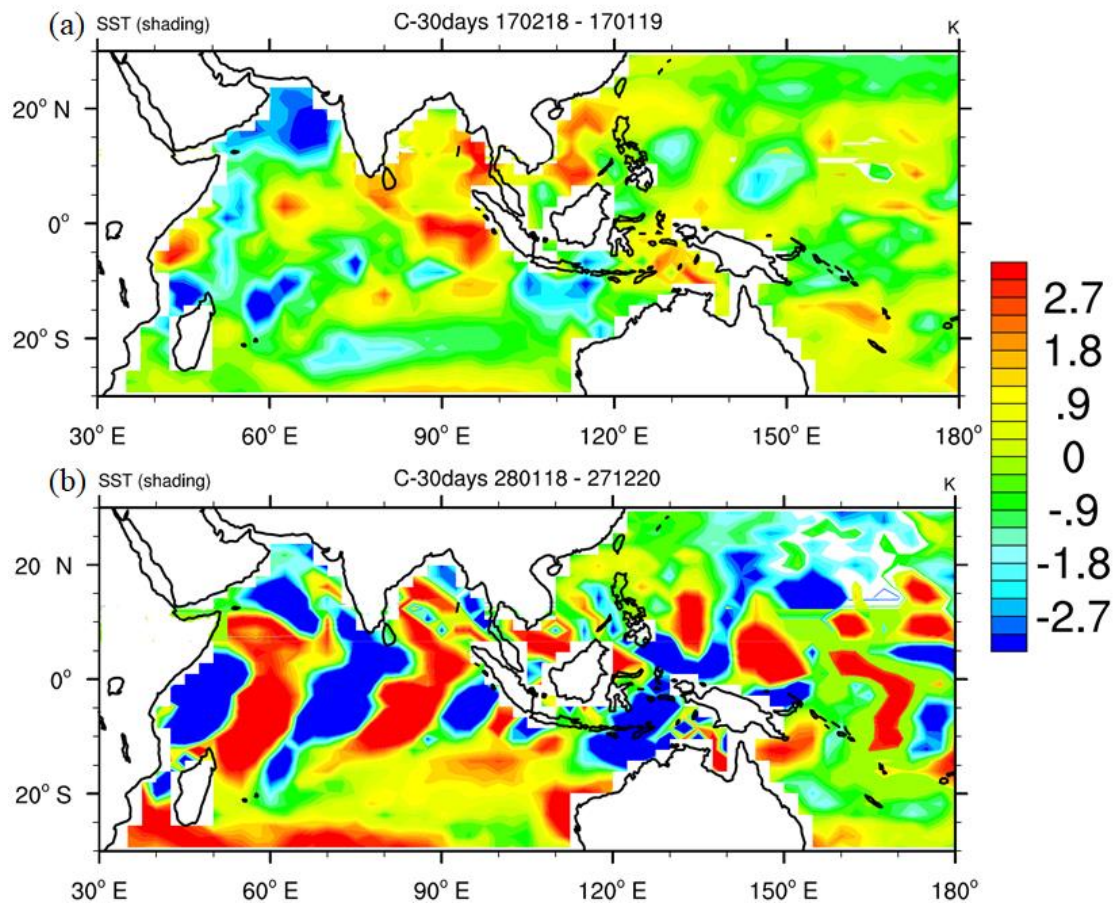 (a) SST (shading) C-30days 170218 - 170119 K
20° N
0°
20° S
30° E 60° E 90° E 120° E 150° E 180°
(b) SST (shading) C-30days 280118 - 271220 K
20 N
0°
20° S
30° E 60° E 90° E 120° E 150° E 180°
2.7
1.8
.9
0
-.9
-1.8
-2.7